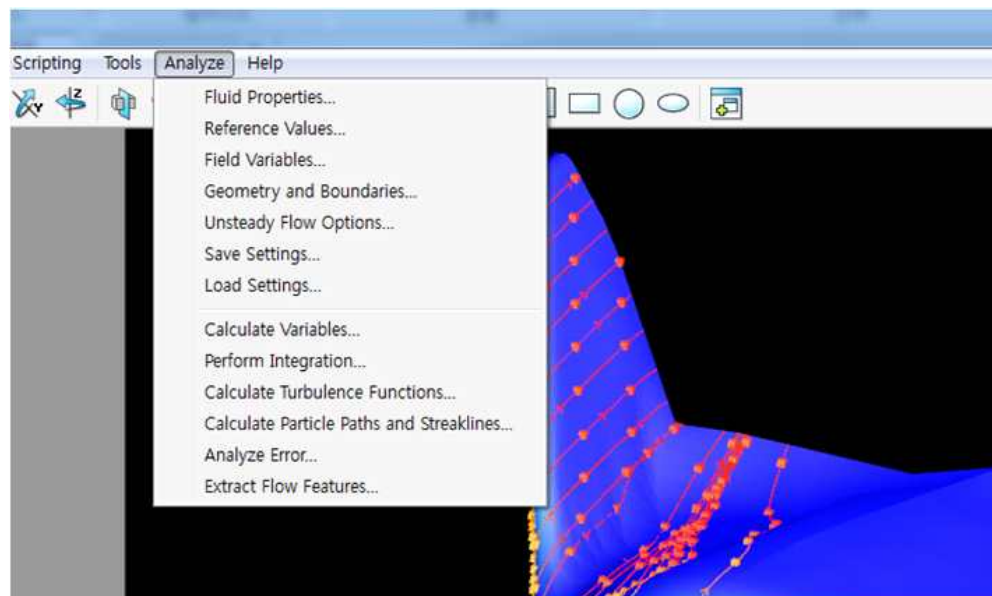 Scripting Tools Analyze Help
Fluid Properties...
Reference Values...
Field Variables...
Geometry and Boundaries...
Unsteady Flow Options...
Save Settings...
Load Settings...
Calculate Variables...
Perform Integration...
Calculate Turbulence Functions...
Calculate Particle Paths and Streaklines...
Analyze Error...
Extract Flow Features...